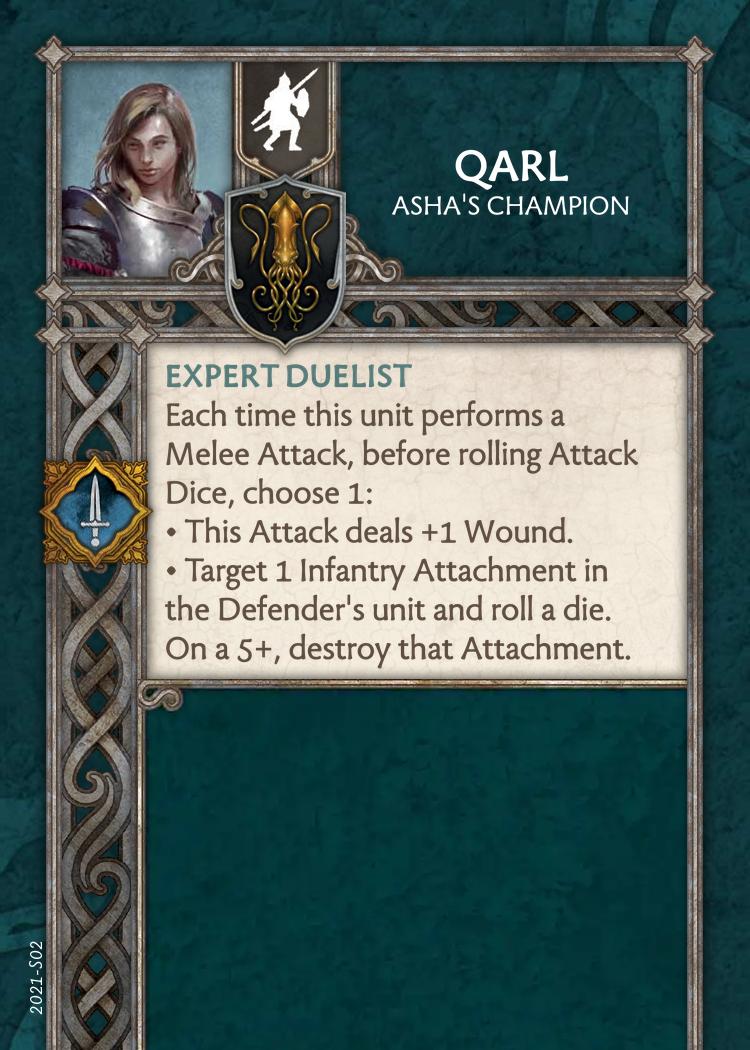 QARL
ASHA'S CHAMPION
EXPERT DUELIST
Each time this unit performs a
Melee Attack, before rolling Attack
Dice, choose 1:
• This Attack deals +1 Wound.
• Target 1 Infantry Attachment in
the Defender's unit and roll a die.
On a 5+, destroy that Attachment.
2021-S02